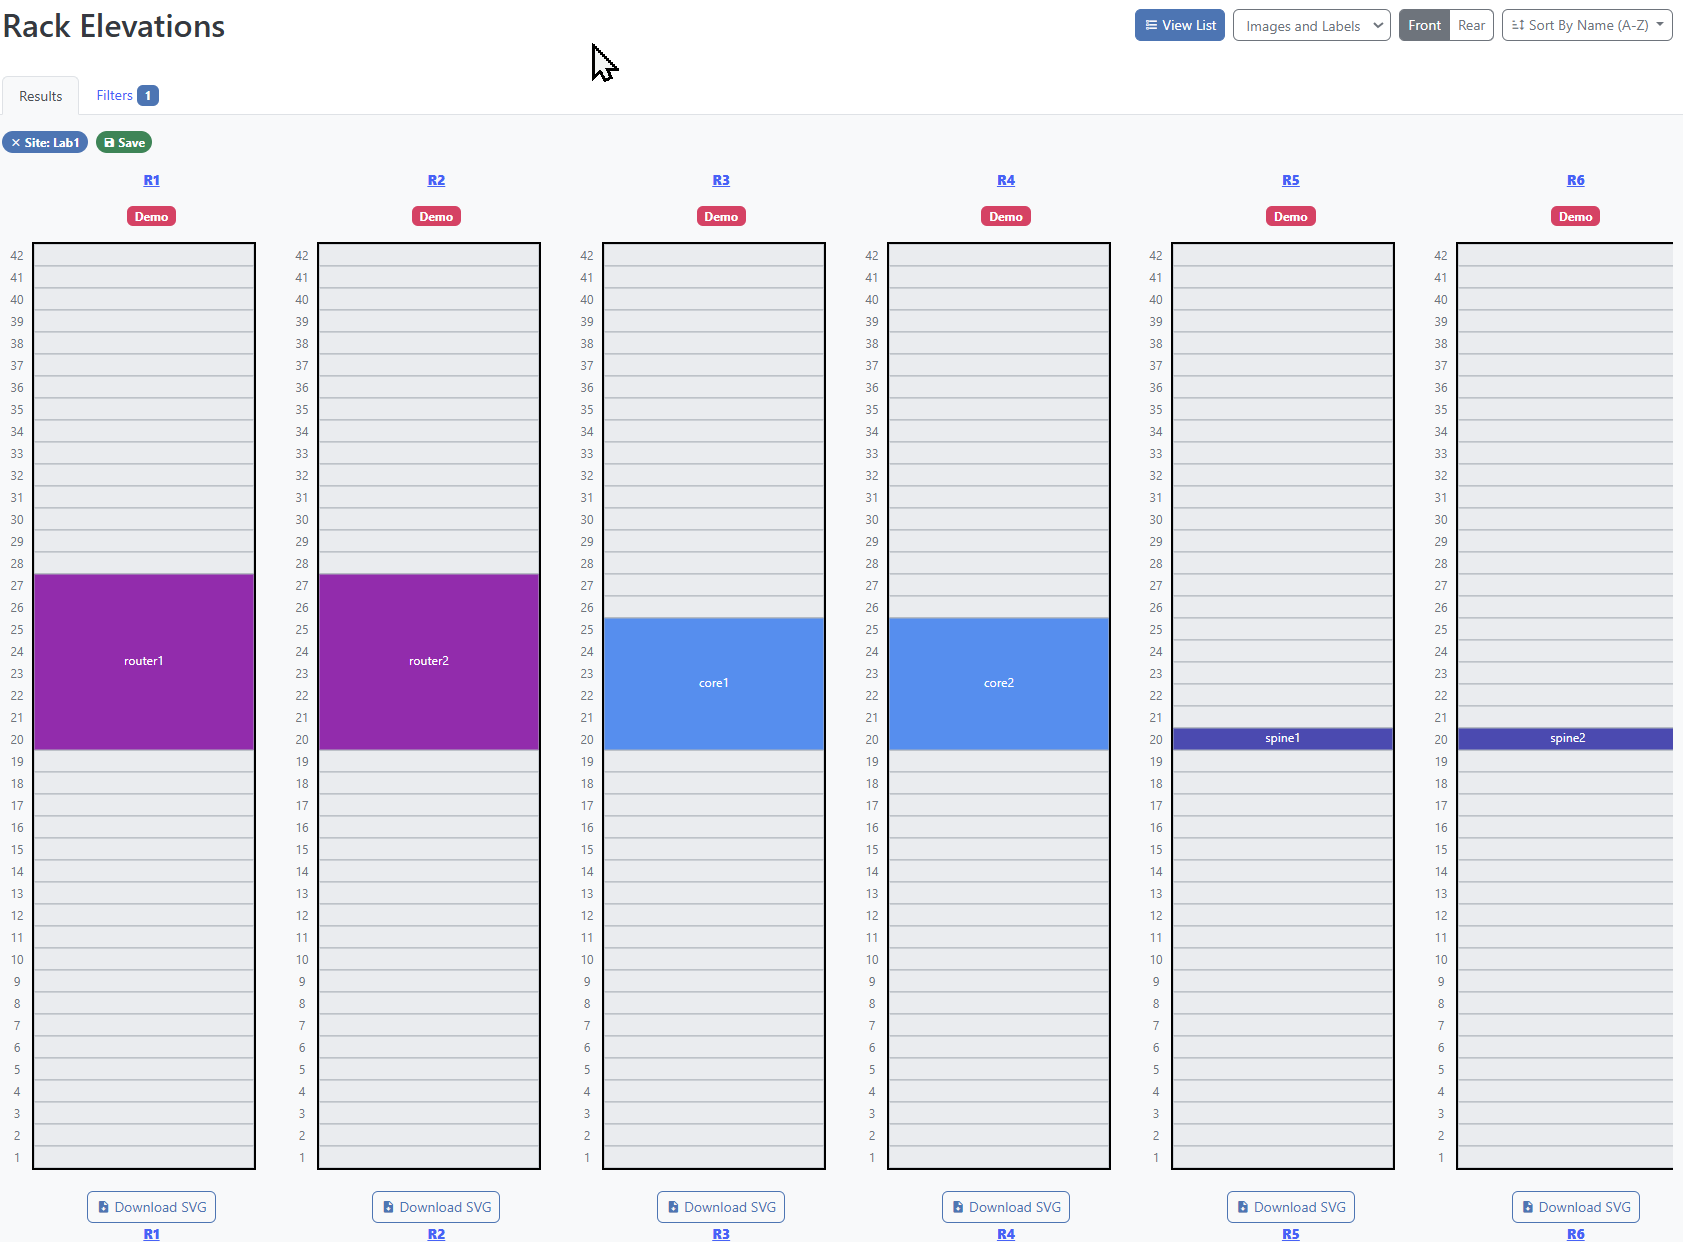 Rack Elevations
View List Images and Labels Front Rear Sort By Name (A-Z)
Results Filters 1
Site: Lab1 Save
R1 R2 R3 R4 R5 R6
Demo Demo Demo Demo Demo Demo
42 42 42 42 42 42
41 41 41 41 41 41
40 40 40 40 40 40
39 39 39 39 39 39
38 38 38 38 38 38
37 37 37 37 37 37
36 36 36 36 36 36
35 35 35 35 35 35
34 34 34 34 34 34
33 33 33 33 33 33
32 32 32 32 32 32
31 31 31 31 31 31
30 30 30 30 30 30
29 29 29 29 29 29
28 28 28 28 28 28
27 27 27 27 27 27
26 26 26 26 26 26
25 25 25 25 25 25
24 router1 24 router2 24 24 24 24
23 23 23 core1 23 core2 23 23
22 22 22 22 22 22
21 21 21 21 21 21
20 20 20 20 20 spine1 20 spine2
19 19 19 19 19 19
18 18 18 18 18 18
17 17 17 17 17 17
16 16 16 16 16 16
15 15 15 15 15 15
14 14 14 14 14 14
13 13 13 13 13 13
12 12 12 12 12 12
11 11 11 11 11 11
10 10 10 10 10 10
9 9 9 9 9 9
8 8 8 8 8 8
7 7 7 7 7 7
6 6 6 6 6 6
5 5 5 5 5 5
4 4 4 4 4 4
3 3 3 3 3 3
2 2 2 2 2 2
1 1 1 1 1 1
Download SVG Download SVG Download SVG Download SVG Download SVG Download SVG
R1 R2 R3 R4 R5 R6